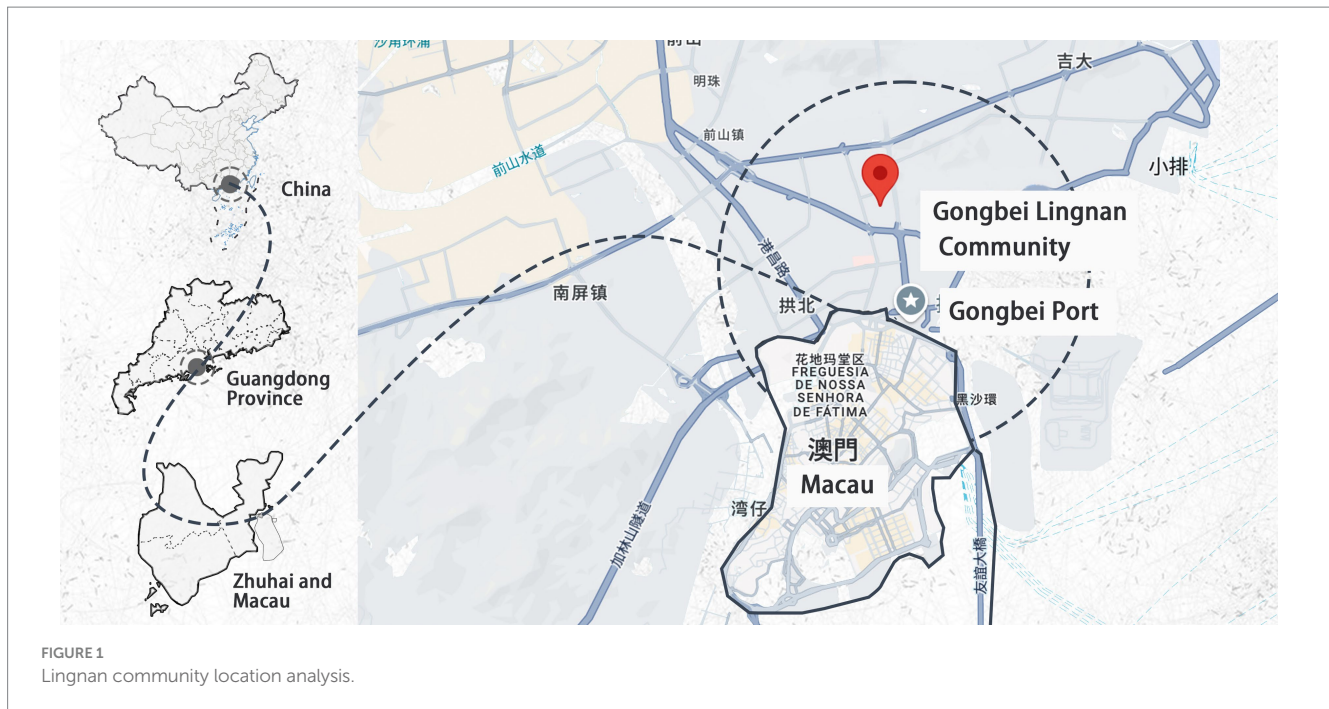 China
Guangdong
Province
Zhuhai and
Macau
沙角环涌
前山
吉大
明珠
前山镇
前山水道
小排
Gongbei Lingnan
Community
港昌路
南屏镇
拱北
Gongbei Port
花地玛堂区
FREGUESIA
DE NOSSA
SENHORA
DE FÁTIMA
黑沙環
澳門
Macau
湾仔
加林山隧道
友誼大橋
FIGURE 1
Lingnan community location analysis.